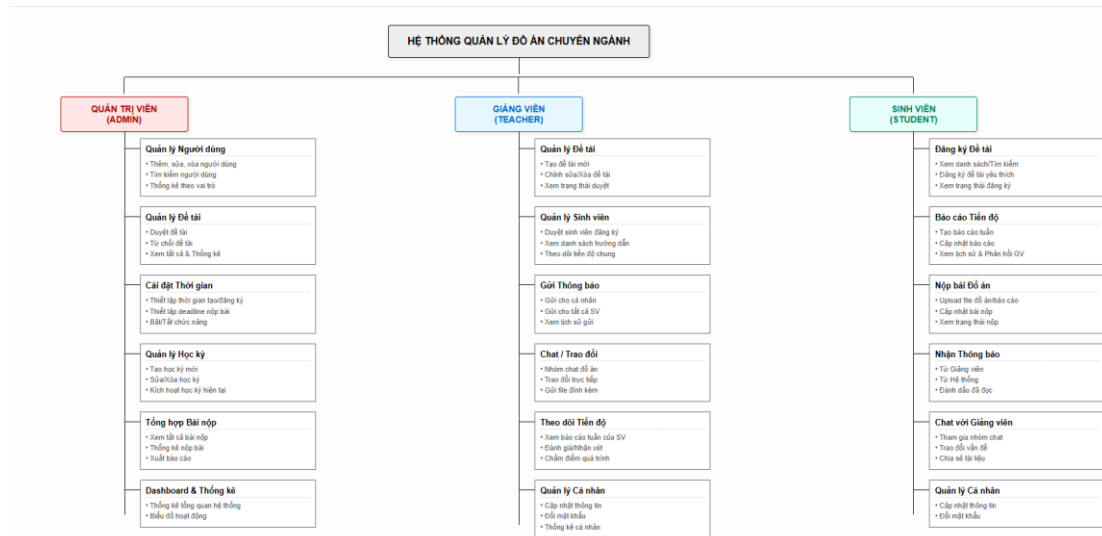 HỆ THỐNG QUẢN LÝ ĐỒ ÁN CHUYÊN NGÀNH
QUẢN TRỊ VIÊN
(ADMIN)
Quản lý Người dùng
• Thêm, sửa, xóa người dùng
• Tìm kiếm người dùng
• Thống kê theo vai trò
Quản lý Đề tài
• Duyệt đề tài
• Từ chối đề tài
• Xem tất cả & Thống kê
Cài đặt Thời gian
• Thiết lập thời gian tạo/đăng ký
• Thiết lập deadline nộp bài
• Bật/Tắt chức năng
Quản lý Học kỳ
• Tạo học kỳ mới
• Sửa/Xóa học kỳ
• Kích hoạt học kỳ hiện tại
Tổng hợp Bài nộp
• Xem tất cả bài nộp
• Thống kê nộp bài
• Xuất báo cáo
Dashboard & Thống kê
• Thống kê tổng quan hệ thống
• Biểu đồ hoạt động
GIẢNG VIÊN
(TEACHER)
Quản lý Đề tài
• Tạo đề tài mới
• Chỉnh sửa/Xóa đề tài
• Xem trạng thái duyệt
Quản lý Sinh viên
• Duyệt sinh viên đăng ký
• Xem danh sách hướng dẫn
• Theo dõi tiến độ chung
Gửi Thông báo
• Gửi cho cá nhân
• Gửi cho tất cả SV
• Xem lịch sử gửi
Chat / Trao đổi
• Nhóm chat đồ án
• Trao đổi trực tiếp
• Gửi file đính kèm
Theo dõi Tiến độ
• Xem báo cáo tuần của SV
• Đánh giá/Nhận xét
• Chấm điểm quá trình
Quản lý Cá nhân
• Cập nhật thông tin
• Đổi mật khẩu
• Thống kê cá nhân
SINH VIÊN
(STUDENT)
Đăng ký Đề tài
• Xem danh sách/Tìm kiếm
• Đăng ký đề tài yêu thích
• Xem trạng thái đăng ký
Báo cáo Tiến độ
• Tạo báo cáo tuần
• Cập nhật báo cáo
• Xem lịch sử & Phản hồi GV
Nộp bài Đồ án
• Upload file đồ án/báo cáo
• Cập nhật bài nộp
• Xem trạng thái nộp
Nhận Thông báo
• Từ Giảng viên
• Từ Hệ thống
• Đánh dấu đã đọc
Chat với Giảng viên
• Tham gia nhóm chat
• Trao đổi vấn đề
• Chia sẻ tài liệu
Quản lý Cá nhân
• Cập nhật thông tin
• Đổi mật khẩu